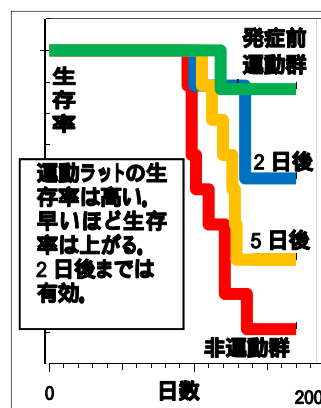 発症前
運動群
生存率
運動ラットの生
存率は高い。
早いほど生存
率は上がる。
2日後までは
有効。
2日後
5日後
非運動群
0
日数
200